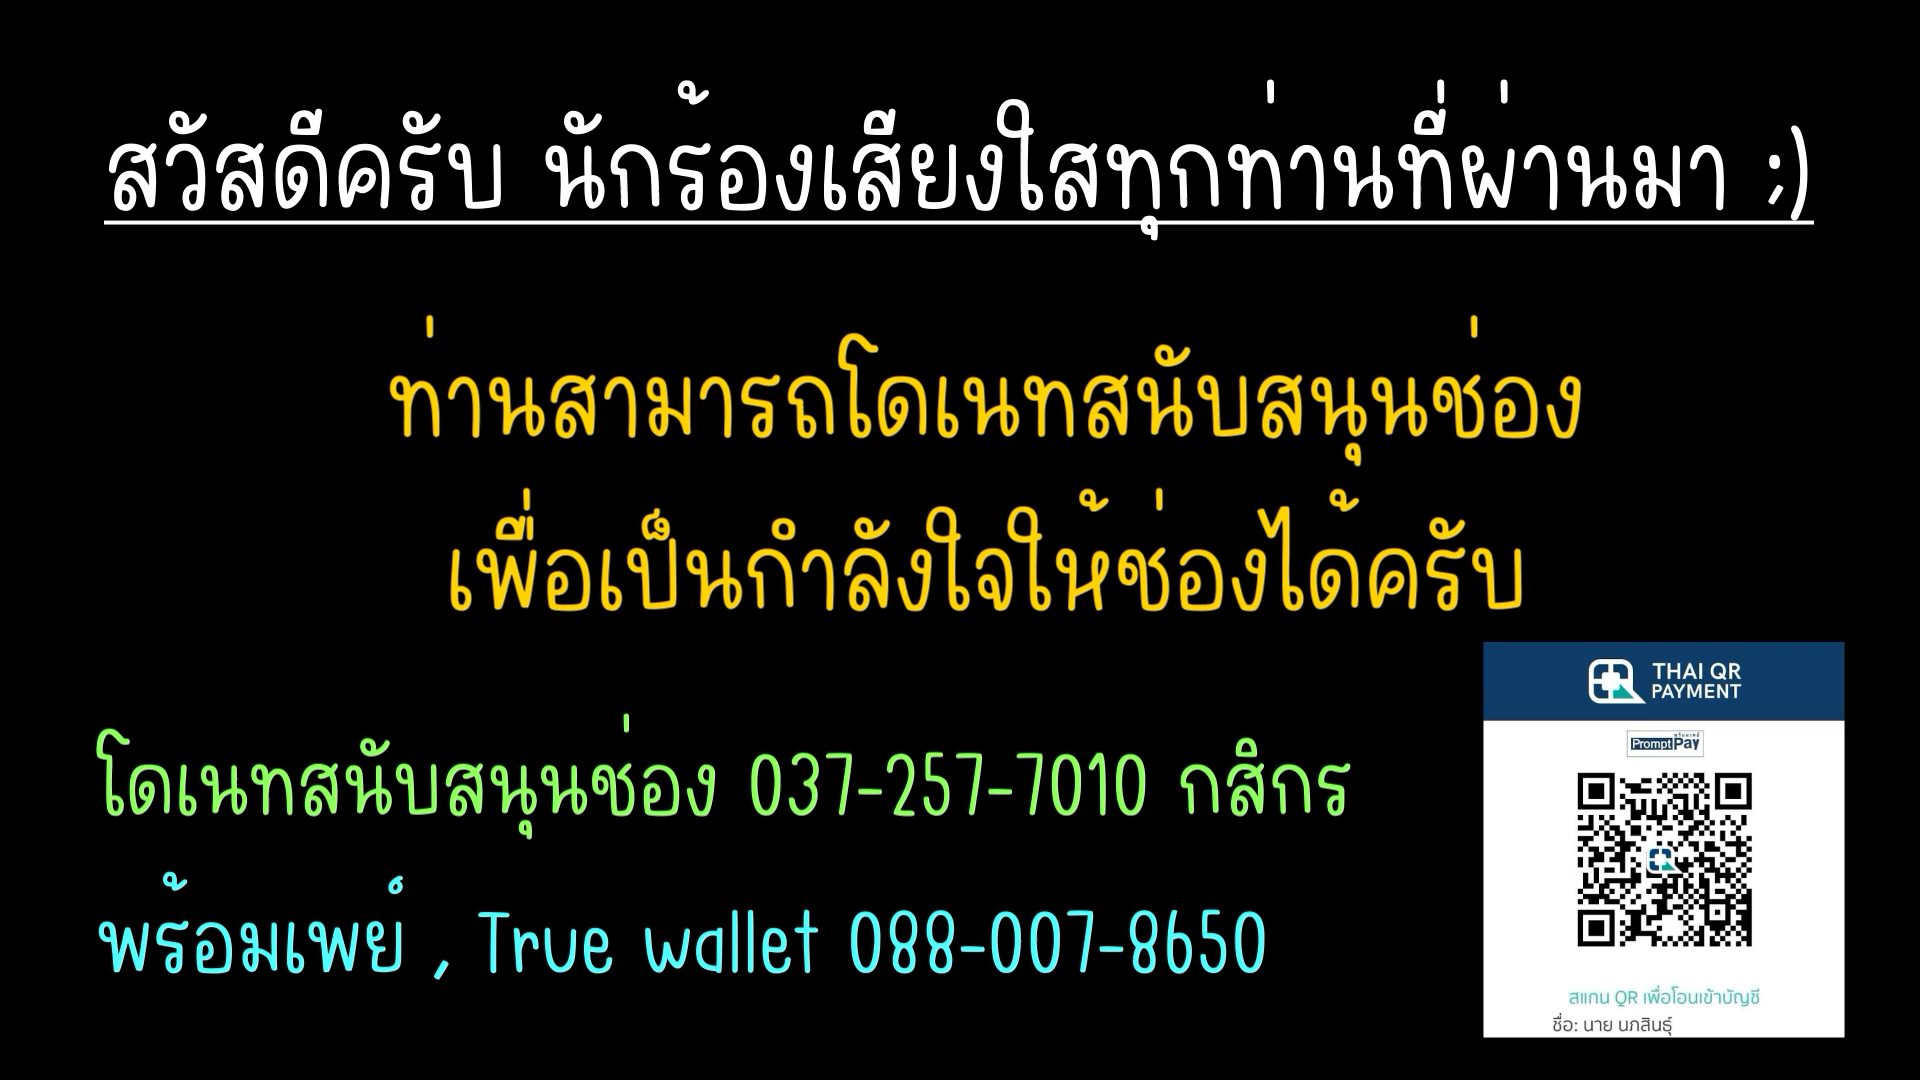 สวัสดีครับ นักร้องเสียงใสทุกท่านที่ผ่านมา ;)
ท่านสามารถโดเนทสนับสนุนช่อง
เพื่อเป็นกำลังใจให้ช่องได้ครับ
โดเนทสนับสนุนช่อง 037-257-7010 กสิกร
พร้อมเพย์ , True wallet 088-007-8650
THAI QR
PAYMENT
พร้อมเพย์
PromptPay
สแกน QR เพื่อโอนเข้าบัญชี
ชื่อ: นาย นภสินธุ์